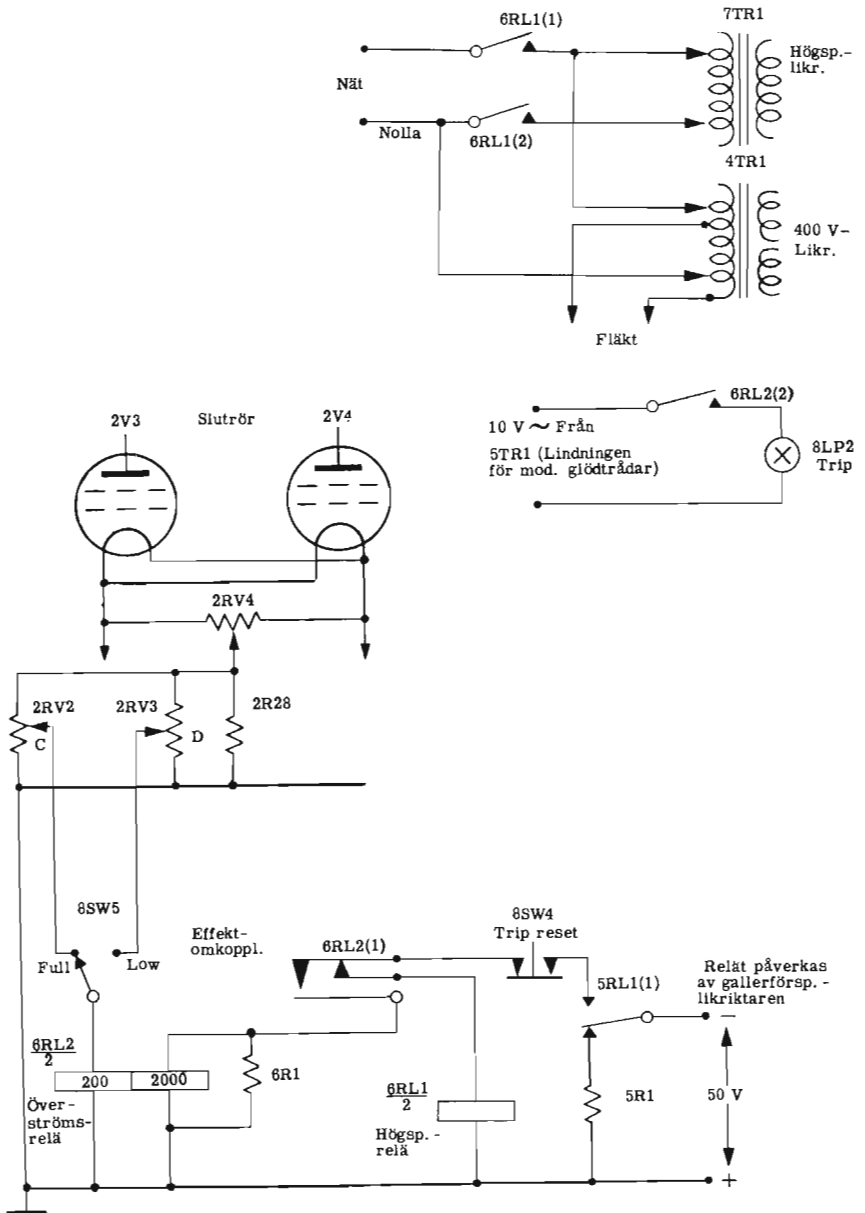 6RL1(1)
7TR1
Högsp.-
likr.
Nät
Nolla
6RL1(2)
4TR1
400 V-
Likr.
Fläkt
6RL2(2)
10 V ~ Från
5TR1 (Lindningen
för mod. glödtrådar)
8LP2
Trip
2V3
Slutrör
2V4
2RV4
2RV2
2RV3
2R28
C
D
8SW5
Full
Low
Effekt-
omkoppl.
6RL2(1)
8SW4
Trip reset
5RL1(1)
Relät påverkas
av gallerförsp.-
likriktaren
−
6RL2
2
200
2000
6R1
6RL1
2
5R1
50 V
Över-
ströms-
relä
Högsp.-
relä
+